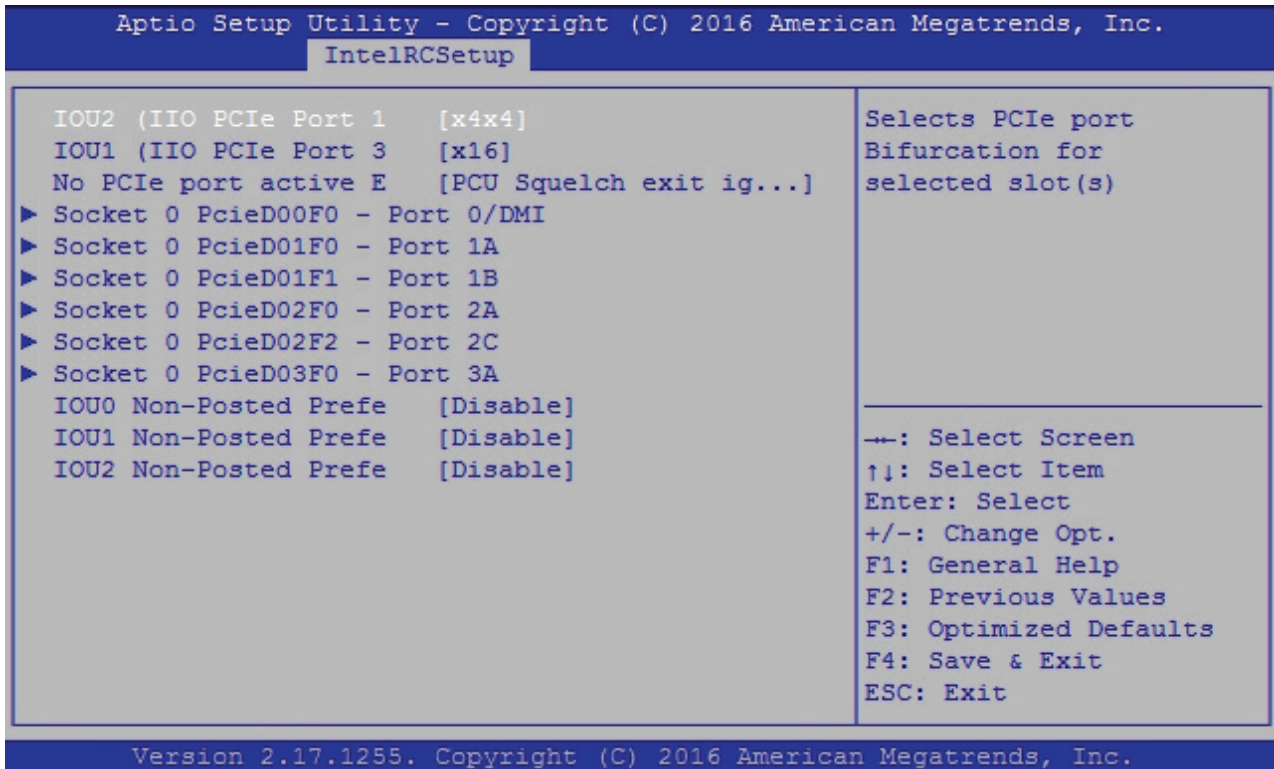 Aptio Setup Utility – Copyright (C) 2016 American Megatrends, Inc.
IntelRCSetup
IOU2 (IIO PCIe Port 1 [x4x4]
IOU1 (IIO PCIe Port 3 [x16]
No PCIe port active E [PCU Squelch exit ig...]
► Socket 0 PcieD00F0 – Port 0/DMI
► Socket 0 PcieD01F0 – Port 1A
► Socket 0 PcieD01F1 – Port 1B
► Socket 0 PcieD02F0 – Port 2A
► Socket 0 PcieD02F2 – Port 2C
► Socket 0 PcieD03F0 – Port 3A
IOU0 Non-Posted Prefe [Disable]
IOU1 Non-Posted Prefe [Disable]
IOU2 Non-Posted Prefe [Disable]
Selects PCIe port
Bifurcation for
selected slot(s)
→←: Select Screen
↑↓: Select Item
Enter: Select
+/-: Change Opt.
F1: General Help
F2: Previous Values
F3: Optimized Defaults
F4: Save & Exit
ESC: Exit
Version 2.17.1255. Copyright (C) 2016 American Megatrends, Inc.